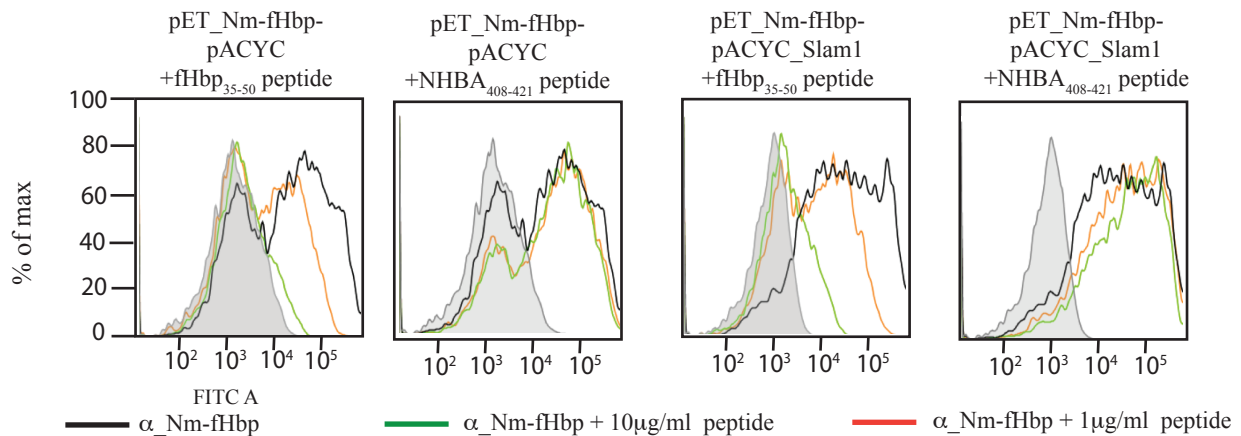 pET_Nm-fHbp-
pACYC
+fHbp35-50 peptide
pET_Nm-fHbp-
pACYC
+NHBA408-421 peptide
pET_Nm-fHbp-
pACYC_Slam1
+fHbp35-50 peptide
pET_Nm-fHbp-
pACYC_Slam1
+NHBA408-421 peptide
% of max
100
80
60
40
20
0
10² 10³ 10⁴ 10⁵
10² 10³ 10⁴ 10⁵
10² 10³ 10⁴ 10⁵
10² 10³ 10⁴ 10⁵
FITC A
α_Nm-fHbp
α_Nm-fHbp + 10µg/ml peptide
α_Nm-fHbp + 1µg/ml peptide